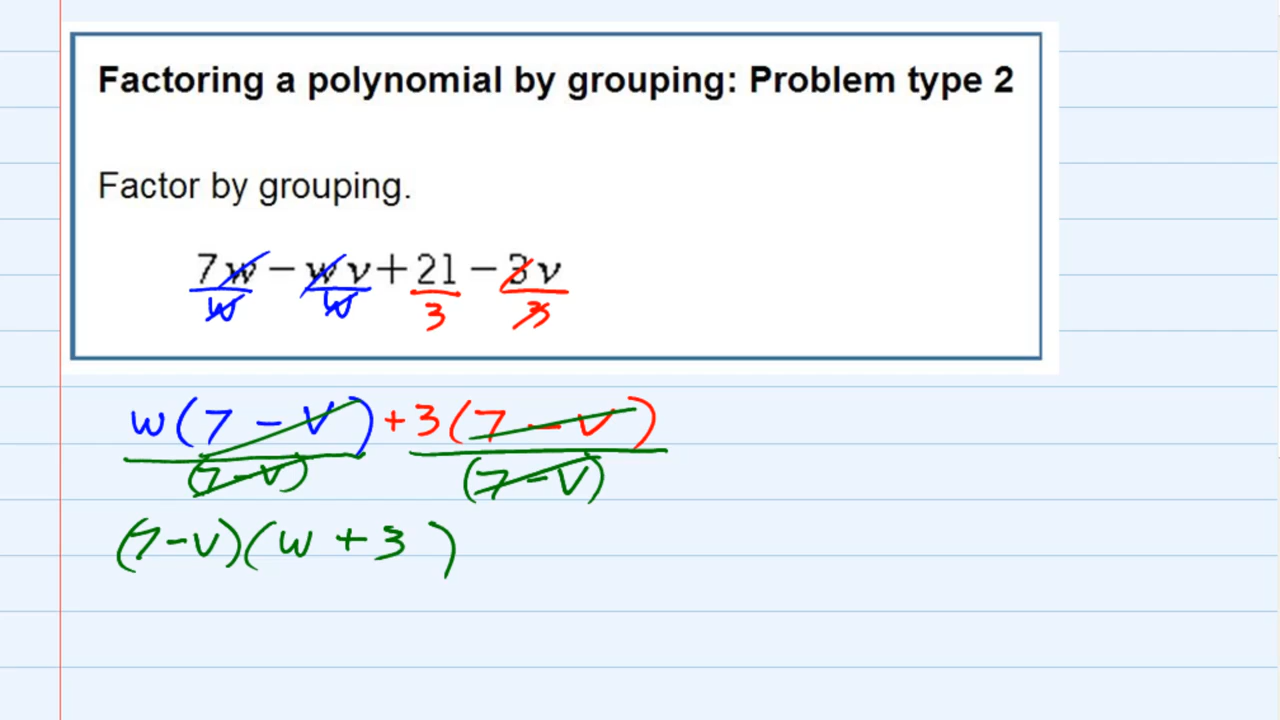 Factoring a polynomial by grouping: Problem type 2
Factor by grouping.
7w − wv + 21 − 3v
w w 3 3
w(7 − v) + 3(7 − v)
(7 − v) (7 − v)
(7 − v)(w + 3)